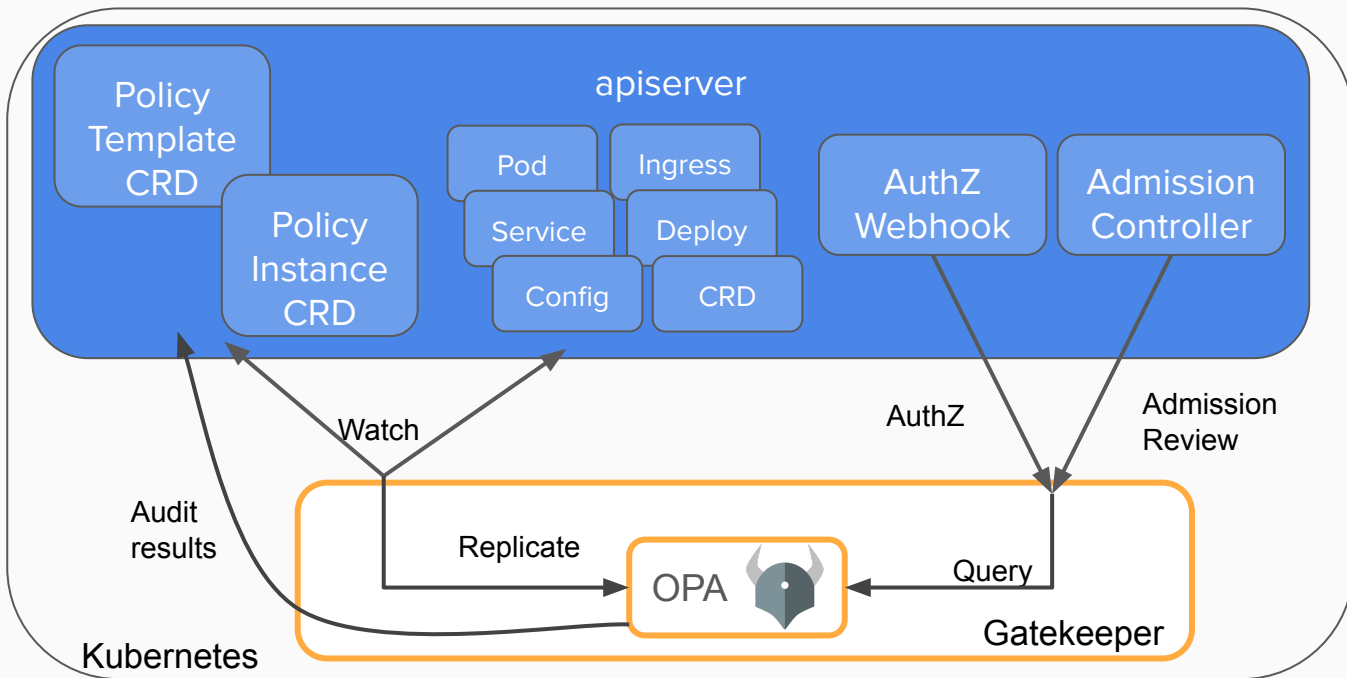 apiserver
Policy
Template
CRD
Policy
Instance
CRD
Pod
Ingress
Service
Deploy
Config
CRD
AuthZ
Webhook
Admission
Controller
Watch
AuthZ
Admission
Review
Audit
results
Replicate
OPA
Query
Gatekeeper
Kubernetes